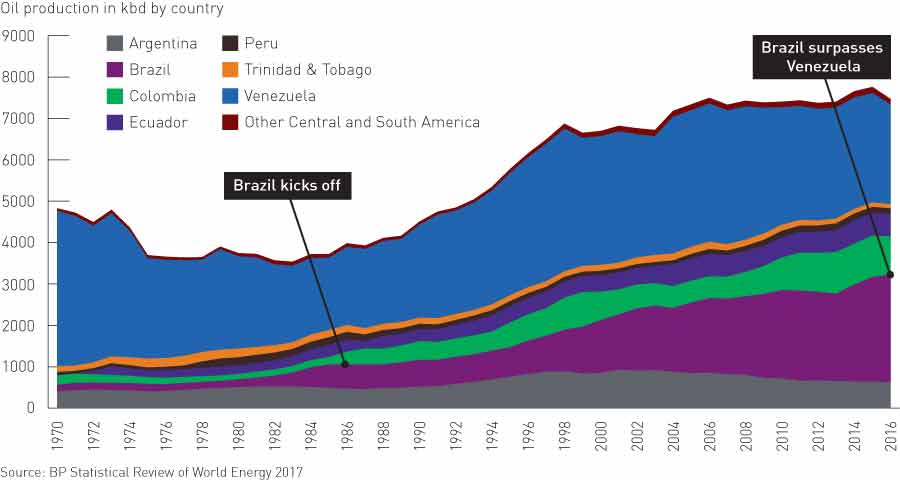 Oil production in kbd by country
9000
8000
7000
6000
5000
4000
3000
2000
1000
0
Argentina
Brazil
Colombia
Ecuador
Peru
Trinidad & Tobago
Venezuela
Other Central and South America
Brazil kicks off
Brazil surpasses
Venezuela
1970
1972
1974
1976
1978
1980
1982
1984
1986
1988
1990
1992
1994
1996
1998
2000
2002
2004
2006
2008
2010
2012
2014
2016
Source: BP Statistical Review of World Energy 2017